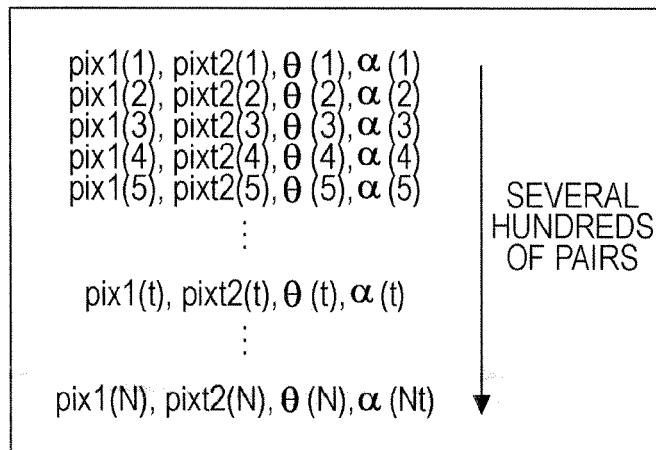 pix1(1), pixt2(1), θ (1), α (1)
pix1(2), pixt2(2), θ (2), α (2)
pix1(3), pixt2(3), θ (3), α (3)
pix1(4), pixt2(4), θ (4), α (4)
pix1(5), pixt2(5), θ (5), α (5)
⋮
pix1(t), pixt2(t), θ (t), α (t)
⋮
pix1(N), pixt2(N), θ (N), α (Nt)
SEVERAL
HUNDREDS
OF PAIRS